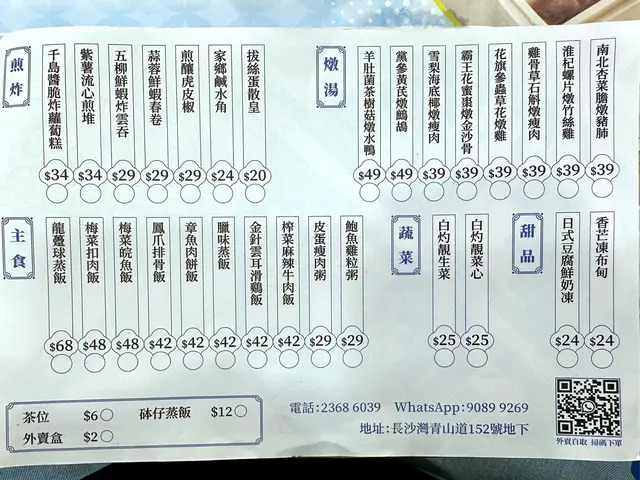 煎炸
千島醬脆炸蘿蔔糕 $34
紫薯流心煎堆 $34
五柳鮮蝦炸雲吞 $29
蒜蓉鮮蝦春卷 $29
煎釀虎皮椒 $29
家鄉鹹水角 $24
拔絲蛋散皇 $20
燉湯
羊肚菌茶樹菇燉水鴨 $49
黨參黃芪燉鷓鴣 $49
雪梨海底椰燉瘦肉 $39
霸王花蜜棗燉金沙骨 $39
花旗參蟲草花燉雞 $39
雞骨草石斛燉瘦肉 $39
淮杞螺片燉竹絲雞 $39
南北杏菜膽燉豬肺 $39
主食
龍躉球蒸飯 $68
梅菜扣肉飯 $48
梅菜皖魚飯 $48
鳳爪排骨飯 $42
章魚肉餅飯 $42
臘味蒸飯 $42
金針雲耳滑鷄飯 $42
榨菜麻辣牛肉飯 $42
皮蛋瘦肉粥 $29
鮑魚雞粒粥 $29
蔬菜
白灼靚生菜 $25
白灼靚菜心 $25
甜品
日式豆腐鮮奶凍 $24
香芒凍布甸 $24
茶位 $6 砵仔蒸飯 $12
外賣盒 $2
電話:2368 6039 WhatsApp:9089 9269
地址:長沙灣青山道152號地下
外賣自取 掃碼下單